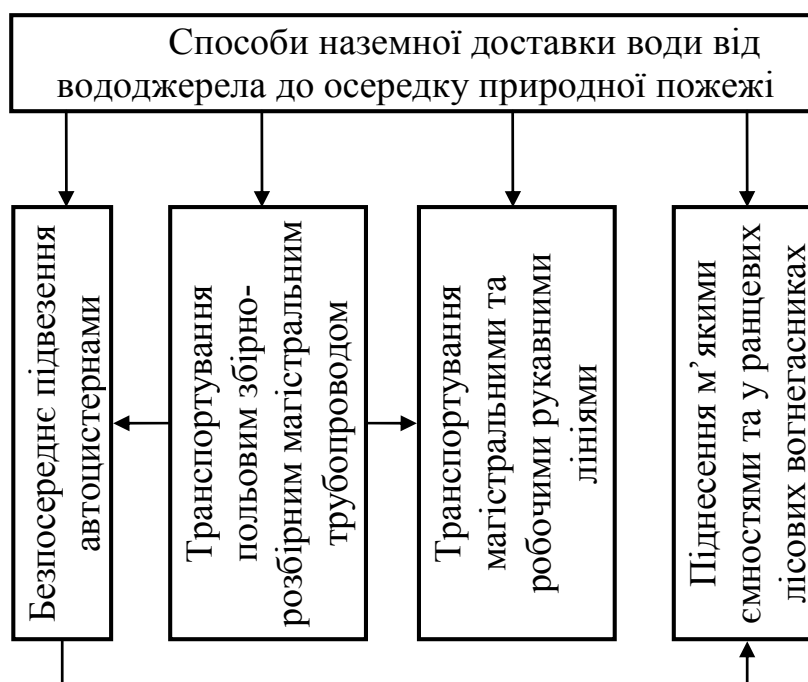 Способи наземної доставки води від
вододжерела до осередку природної пожежі
Безпосереднє підвезення
автоцистернами
Транспортування
польовим збірно-
розбірним магістральним
трубопроводом
Транспортування
магістральними та
робочими рукавними
лініями
Піднесення м’якими
ємностями та у ранцевих
лісових вогнегасниках